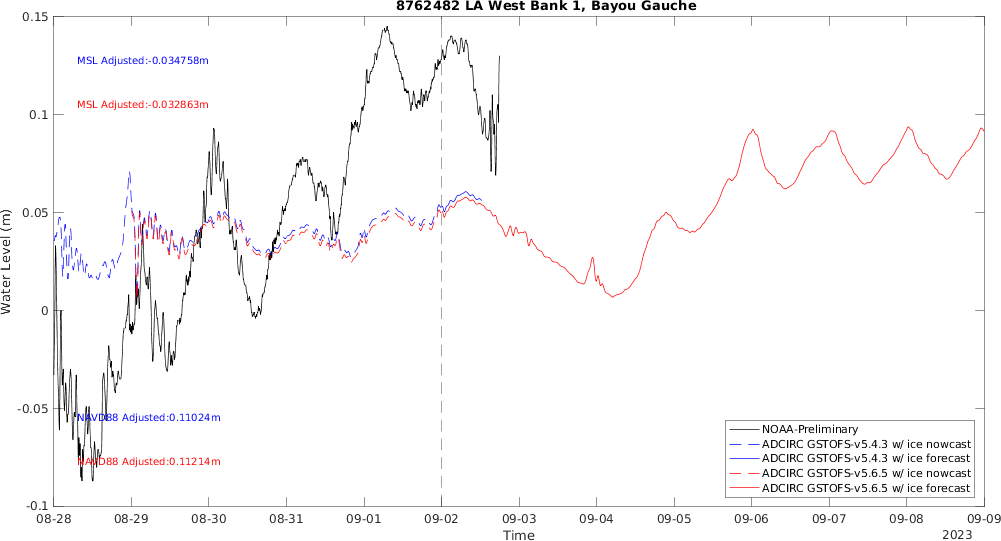 8762482 LA West Bank 1, Bayou Gauche
0.15
0.1
0.05
0
-0.05
-0.1
Water Level (m)
MSL Adjusted:-0.034758m
MSL Adjusted:-0.032863m
NAVD88 Adjusted:0.11024m
NAVD88 Adjusted:0.11214m
NOAA-Preliminary
ADCIRC GSTOFS-v5.4.3 w/ ice nowcast
ADCIRC GSTOFS-v5.4.3 w/ ice forecast
ADCIRC GSTOFS-v5.6.5 w/ ice nowcast
ADCIRC GSTOFS-v5.6.5 w/ ice forecast
08-28 08-29 08-30 08-31 09-01 09-02 09-03 09-04 09-05 09-06 09-07 09-08 09-09
Time
2023